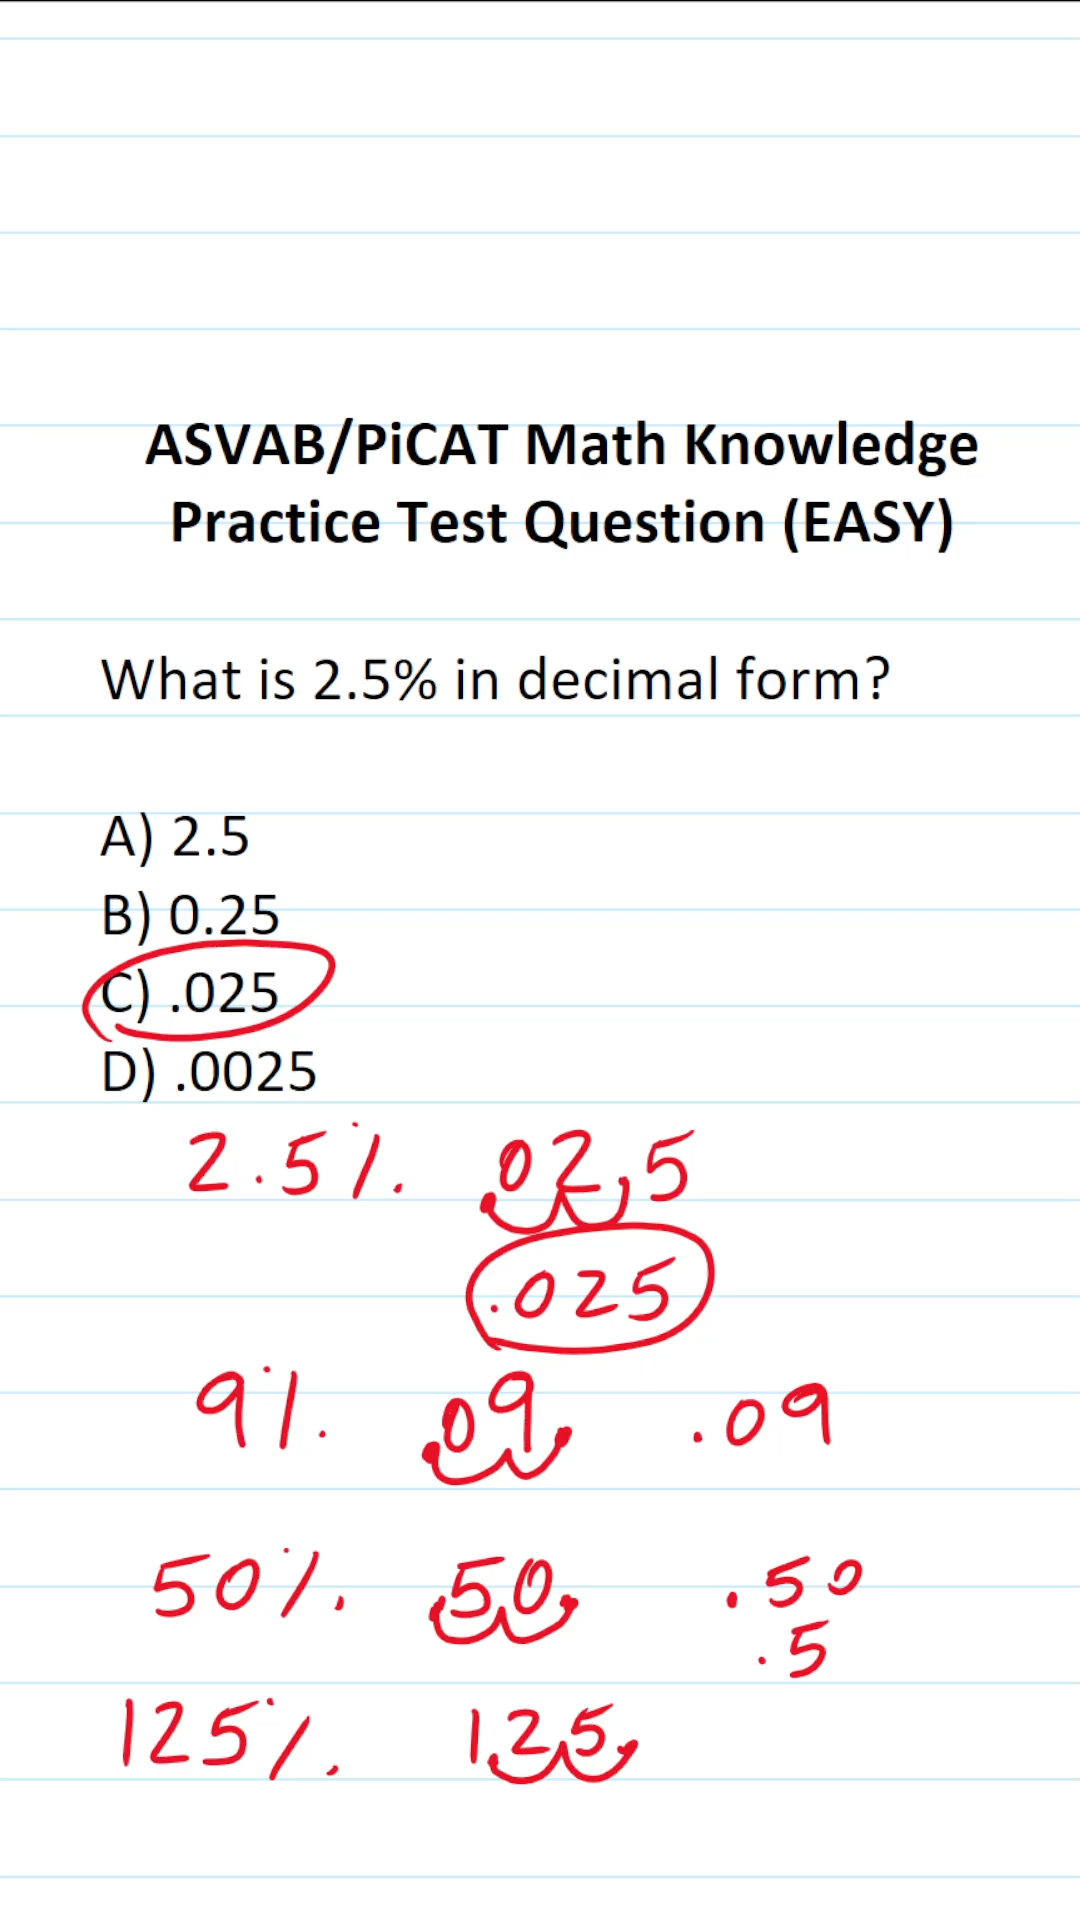 ASVAB/PiCAT Math Knowledge
Practice Test Question (EASY)
What is 2.5% in decimal form?
A) 2.5
B) 0.25
C) .025
D) .0025
2.5% .02.5
.025
9% .09. .09
50% .50. .50
.5
125% 1.25.